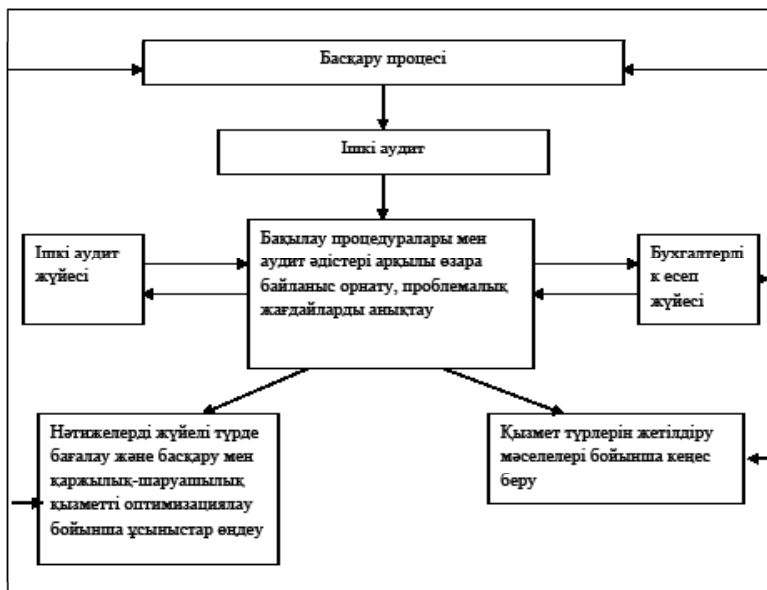 Басқару процесі
Ішкі аудит
Ішкі аудит
жүйесі
Бақылау процедуралары мен
аудит әдістері арқылы өзара
байланыс орнату, проблемалық
жағдайларды анықтау
Бухгалтерлі
к есеп
жүйесі
Нәтижелерді жүйелі түрде
бағалау және басқару мен
қаржылық-шаруашылық
қызметті оптимизациялау
бойынша ұсыныстар өңдеу
Қызмет түрлерін жетілдіру
мәселелері бойынша кеңес
беру